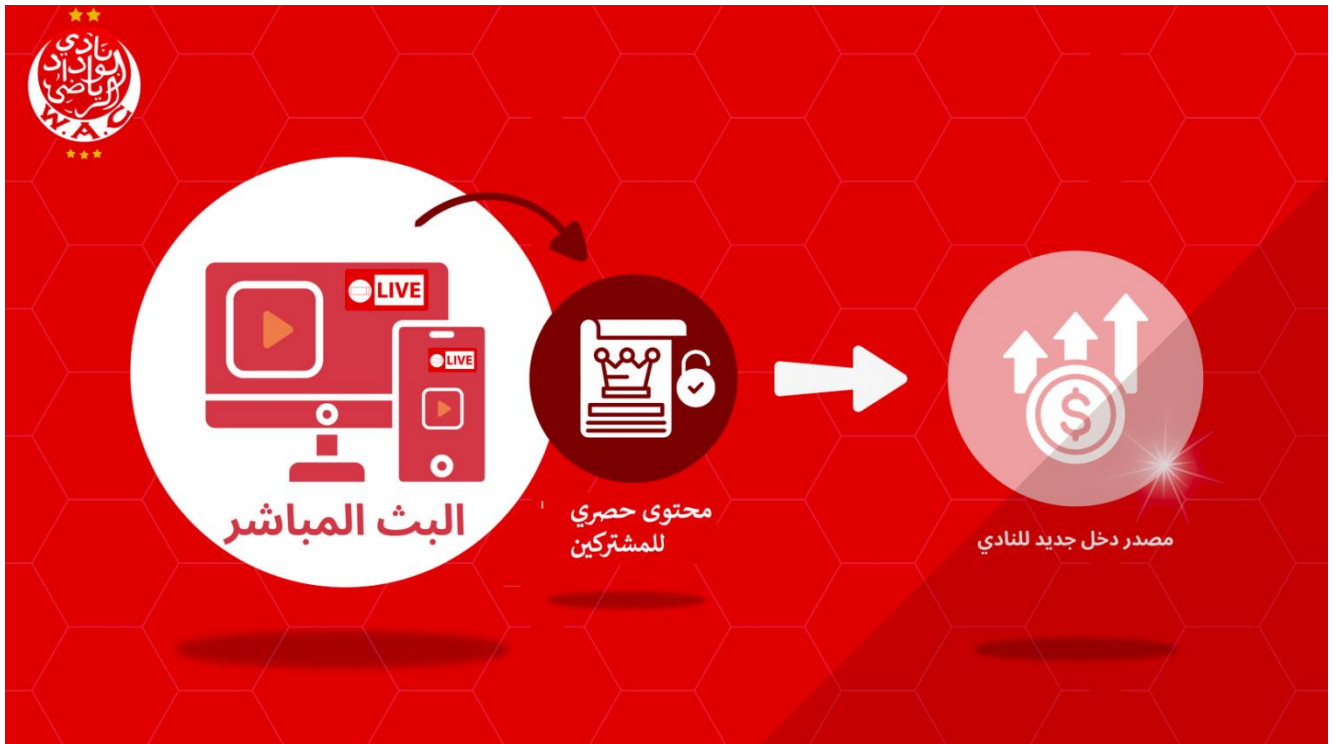 نادي
الوداد
الرياضي
W.A.C
LIVE
LIVE
البث المباشر
محتوى حصري
للمشتركين
$
مصدر دخل جديد للنادي